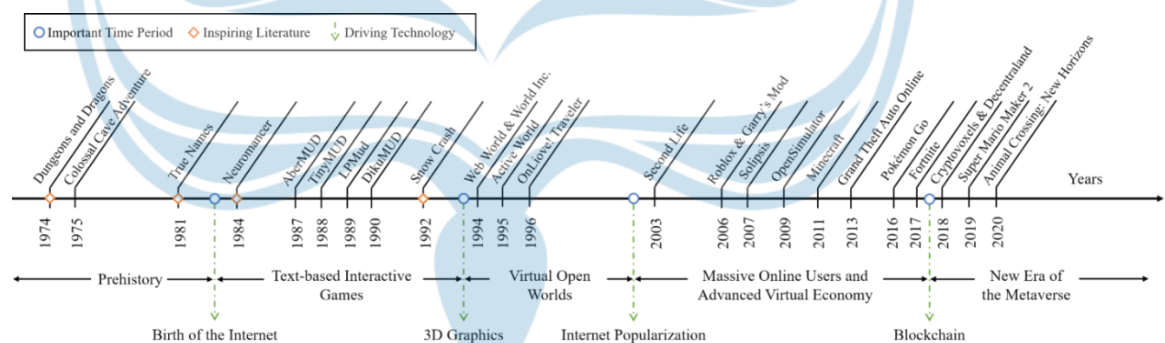 Important Time Period
Inspiring Literature
Driving Technology
Dungeons and Dragons
Colossal Cave Adventure
True Names
Neuromancer
AberMUD
TinyMUD
LPMud
DikuMUD
Snow Crash
Web World & World Inc.
Active World
OnLiove! Traveler
Second Life
Roblox & Garry's Mod
Solipsis
OpenSimulator
Minecraft
Grand Theft Auto Online
Pokémon Go
Fortnite
Cryptovoxels & Decentraland
Super Mario Maker 2
Animal Crossing: New Horizons
Years
1974
1975
1981
1984
1987
1988
1989
1990
1992
1994
1995
1996
2003
2006
2007
2009
2011
2013
2016
2017
2018
2019
2020
Prehistory
Text-based Interactive
Games
Virtual Open
Worlds
Massive Online Users and
Advanced Virtual Economy
New Era of
the Metaverse
Birth of the Internet
3D Graphics
Internet Popularization
Blockchain